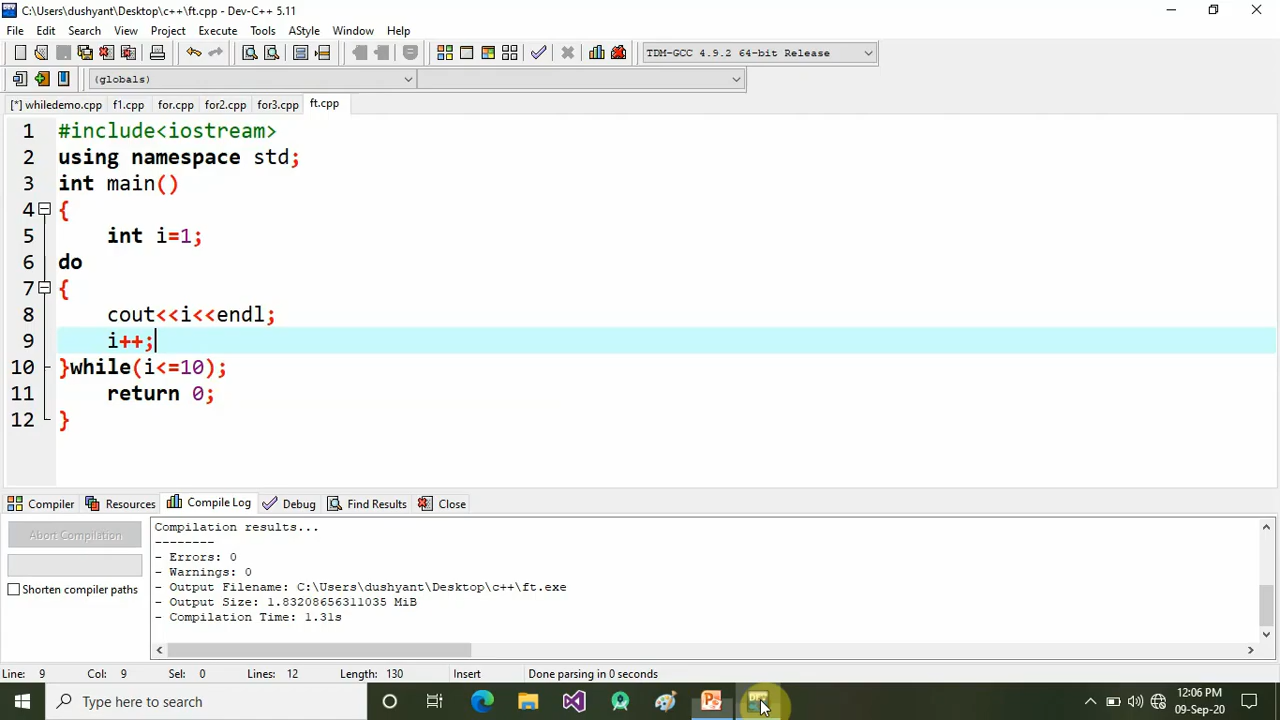 C:\Users\dushyant\Desktop\c++\ft.cpp - Dev-C++ 5.11
File Edit Search View Project Execute Tools AStyle Window Help
TDM-GCC 4.9.2 64-bit Release
(globals)
[*] whiledemo.cpp f1.cpp for.cpp for2.cpp for3.cpp ft.cpp
1 #include<iostream>
2 using namespace std;
3 int main()
4 {
5 int i=1;
6 do
7 {
8 cout<<i<<endl;
9 i++;
10 }while(i<=10);
11 return 0;
12 }
Compiler Resources Compile Log Debug Find Results Close
Abort Compilation
Shorten compiler paths
Compilation results...
--------
- Errors: 0
- Warnings: 0
- Output Filename: C:\Users\dushyant\Desktop\c++\ft.exe
- Output Size: 1.83208656311035 MiB
- Compilation Time: 1.31s
Line: 9 Col: 9 Sel: 0 Lines: 12 Length: 130 Insert Done parsing in 0 seconds
Type here to search
DEV
12:06 PM
09-Sep-20